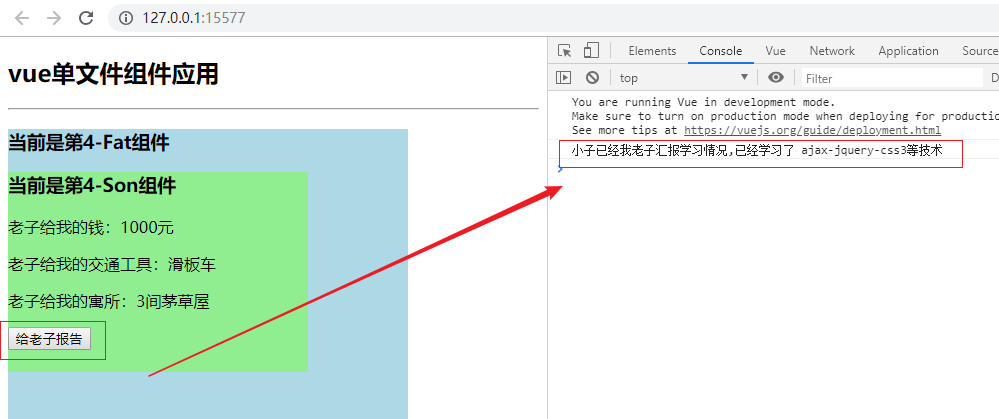 127.0.0.1:15577
vue单文件组件应用
当前是第4-Fat组件
当前是第4-Son组件
老子给我的钱：1000元
老子给我的交通工具：滑板车
老子给我的寓所：3间茅草屋
给老子报告
Elements Console Vue Network Application Source
top Filter D
You are running Vue in development mode.
Make sure to turn on production mode when deploying for productio
See more tips at https://vuejs.org/guide/deployment.html
小子已经我老子汇报学习情况,已经学习了 ajax-jquery-css3等技术